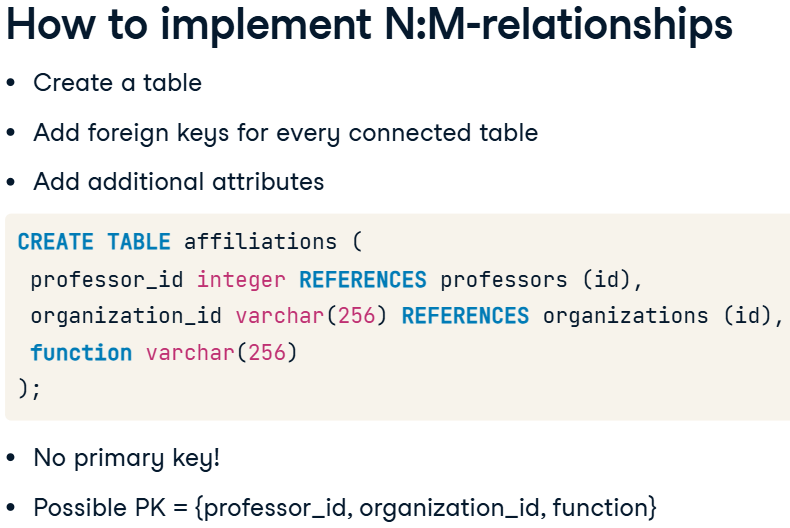 How to implement N:M-relationships
• Create a table
• Add foreign keys for every connected table
• Add additional attributes
CREATE TABLE affiliations (
 professor_id integer REFERENCES professors (id),
 organization_id varchar(256) REFERENCES organizations (id),
 function varchar(256)
);
• No primary key!
• Possible PK = {professor_id, organization_id, function}